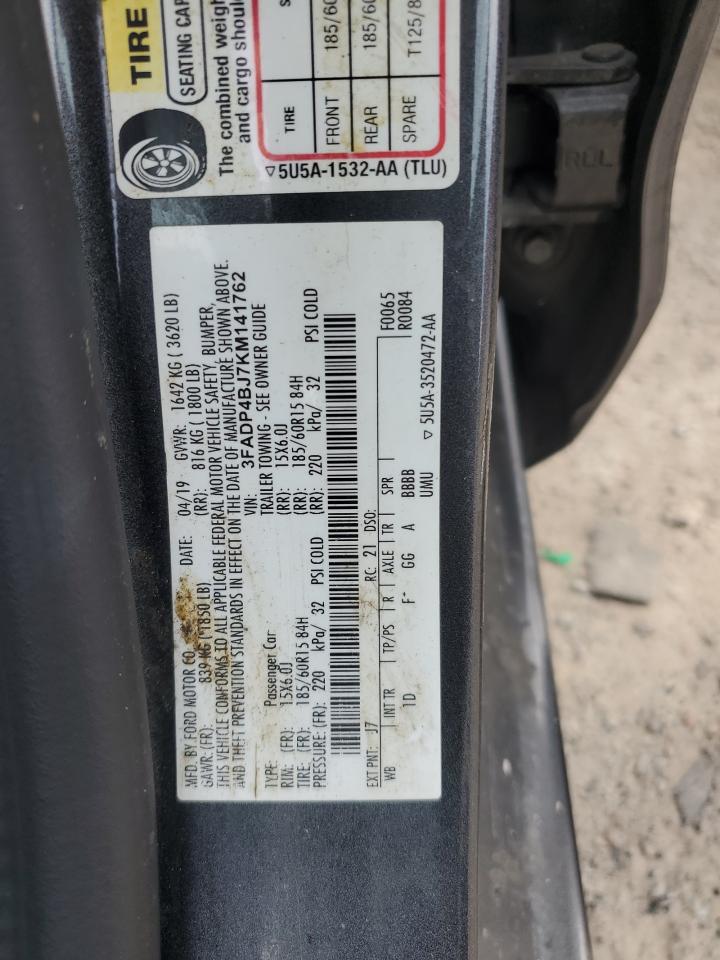 TIRE
SEATING CAP
The combined weigh
and cargo shoul
TIRE
FRONT 185/60
REAR 185/60
SPARE T125/8
5U5A-1532-AA (TLU)
MFD. BY FORD MOTOR CO. DATE: 04/19 GVWR: 1642 KG ( 3620 LB)
GAWR: (FR): 839 KG ( 1850 LB) (RR): 816 KG ( 1800 LB)
THIS VEHICLE CONFORMS TO ALL APPLICABLE FEDERAL MOTOR VEHICLE SAFETY, BUMPER,
AND THEFT PREVENTION STANDARDS IN EFFECT ON THE DATE OF MANUFACTURE SHOWN ABOVE.
VIN: 3FADP4BJ7KM141762
TYPE: Passenger Car TRAILER TOWING - SEE OWNER GUIDE
RIM: (FR): 15X6.0J (RR): 15X6.0J
TIRE: (FR): 185/60R15 84H (RR): 185/60R15 84H
PRESSURE: (FR): 220 kPa/ 32 PSI COLD (RR): 220 kPa/ 32 PSI COLD
EXT PNT: J7 RC: 21 DSO: F0065
WB INT TR TP/PS R AXLE TR SPR R0084
1D F- GG A BBBB
UMU
5U5A-3520472-AA
RDL